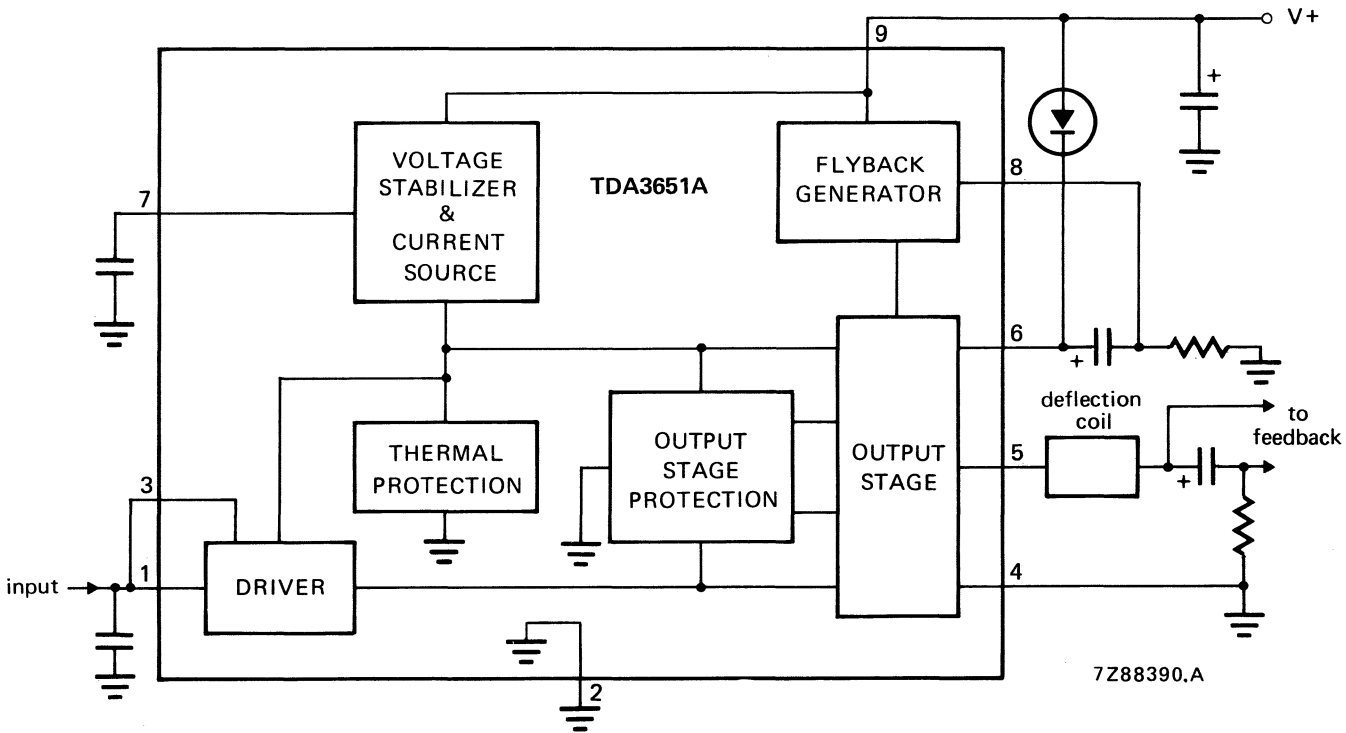 V+
9
+
VOLTAGE
STABILIZER
&
CURRENT
SOURCE
TDA3651A
FLYBACK
GENERATOR
8
7
6
+
deflection
coil
to
feedback
THERMAL
PROTECTION
OUTPUT
STAGE
PROTECTION
OUTPUT
STAGE
5
+
3
input
1
DRIVER
4
2
7Z88390.A